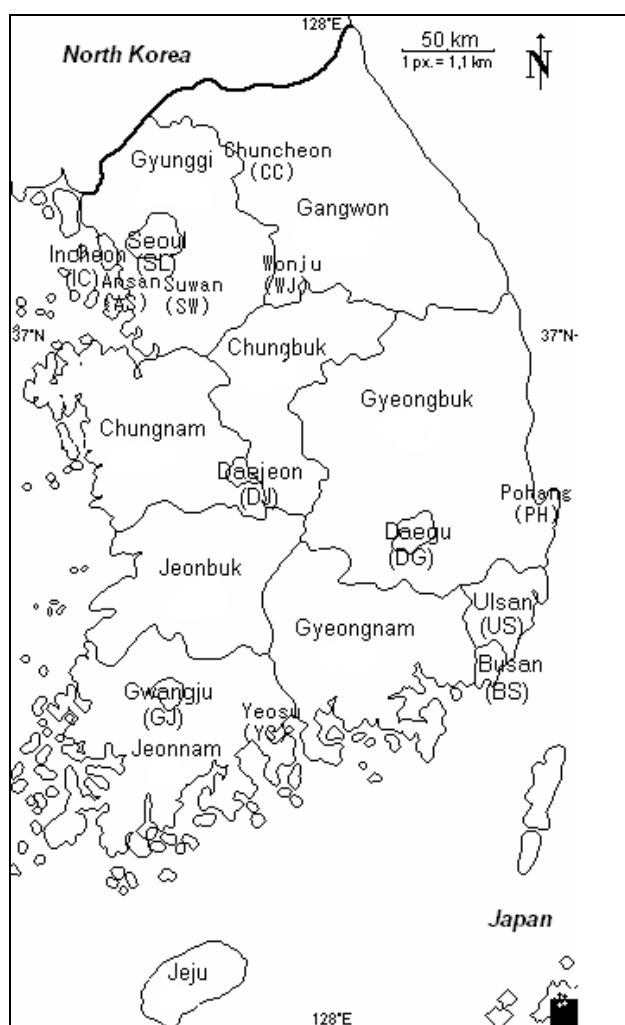 128°E
50 km
1 px. = 1,1 km
N
North Korea
Gyunggi
Chuncheon
(CC)
Gangwon
Seoul
(SL)
Incheon
(IC)
Ansan
(AS)
Suwan
(SW)
Wonju
(WJ)
37°N
37°N
Chungbuk
Gyeongbuk
Chungnam
Daejeon
(DJ)
PoHang
(PH)
Daegu
(DG)
Jeonbuk
Ulsan
(US)
Gyeongnam
Busan
(BS)
Gwangju
(GJ)
Yeosu
Jeonnam
Japan
Jeju
128°E